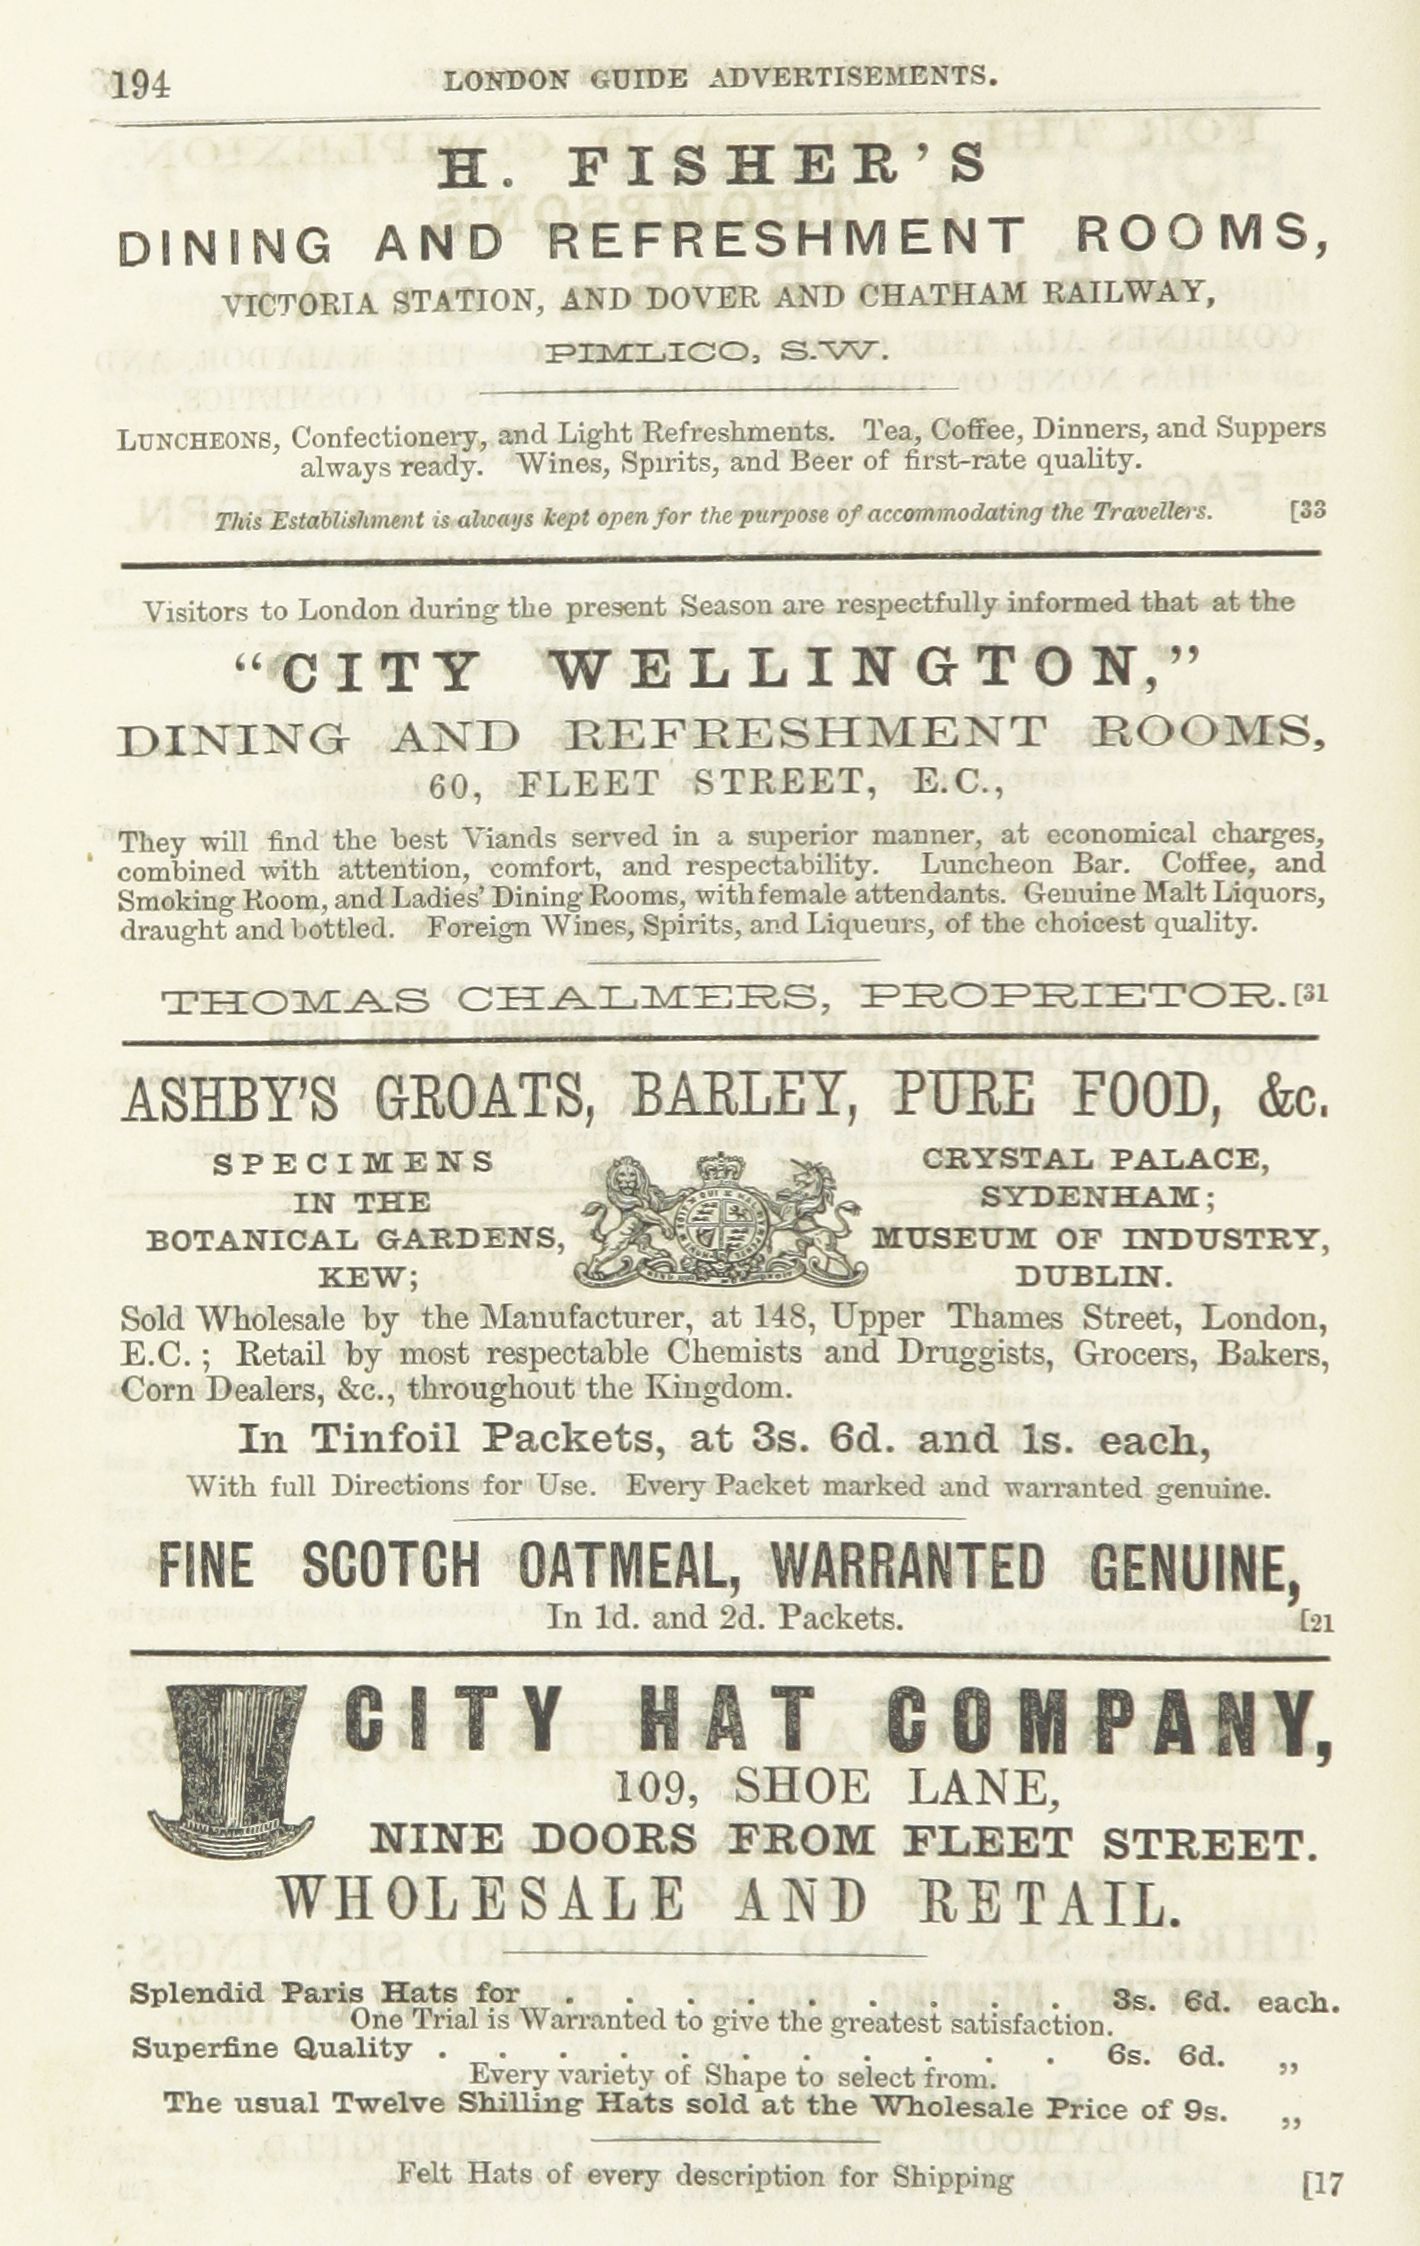 194
LONDON GUIDE ADVERTISEMENTS.
H. FISHER'S
DINING AND REFRESHMENT ROOMS,
VICTORIA STATION, AND DOVER AND CHATHAM RAILWAY,
PIMLICO, S.W.
LUNCHEONS, Confectionery, and Light Refreshments. Tea, Coffee, Dinners, and Suppers
always ready. Wines, Spirits, and Beer of first-rate quality.
This Establishment is always kept open for the purpose of accommodating the Travellers. [33
Visitors to London during the present Season are respectfully informed that at the
"CITY WELLINGTON,"
DINING AND REFRESHMENT ROOMS,
60, FLEET STREET, E.C.,
They will find the best Viands served in a superior manner, at economical charges,
combined with attention, comfort, and respectability. Luncheon Bar. Coffee, and
Smoking Room, and Ladies' Dining Rooms, with female attendants. Genuine Malt Liquors,
draught and bottled. Foreign Wines, Spirits, and Liqueurs, of the choicest quality.
THOMAS CHALMERS, PROPRIETOR. [31
ASHBY'S GROATS, BARLEY, PURE FOOD, &c.
SPECIMENS
IN THE
BOTANICAL GARDENS,
KEW;
CRYSTAL PALACE,
SYDENHAM;
MUSEUM OF INDUSTRY,
DUBLIN.
Sold Wholesale by the Manufacturer, at 148, Upper Thames Street, London,
E.C.; Retail by most respectable Chemists and Druggists, Grocers, Bakers,
Corn Dealers, &c., throughout the Kingdom.
In Tinfoil Packets, at 3s. 6d. and 1s. each,
With full Directions for Use. Every Packet marked and warranted genuine.
FINE SCOTCH OATMEAL, WARRANTED GENUINE,
In 1d. and 2d. Packets. [21
CITY HAT COMPANY,
109, SHOE LANE,
NINE DOORS FROM FLEET STREET.
WHOLESALE AND RETAIL.
Splendid Paris Hats for . . . . . . . . . 3s. 6d. each.
One Trial is Warranted to give the greatest satisfaction.
Superfine Quality . . . . . . . . . . . 6s. 6d. ,,
Every variety of Shape to select from.
The usual Twelve Shilling Hats sold at the Wholesale Price of 9s. ,,
Felt Hats of every description for Shipping [17